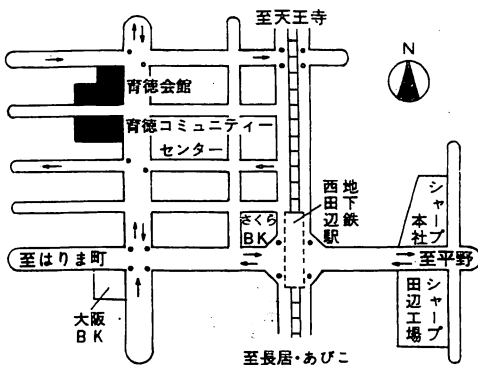 至天王寺
N
育徳会館
育徳コミュニティー
センター
地下鉄
西田辺駅
さくら
BK
シャープ
本社
至はりま町
至平野
大阪
BK
シャープ
田辺工場
至長居・あびこ